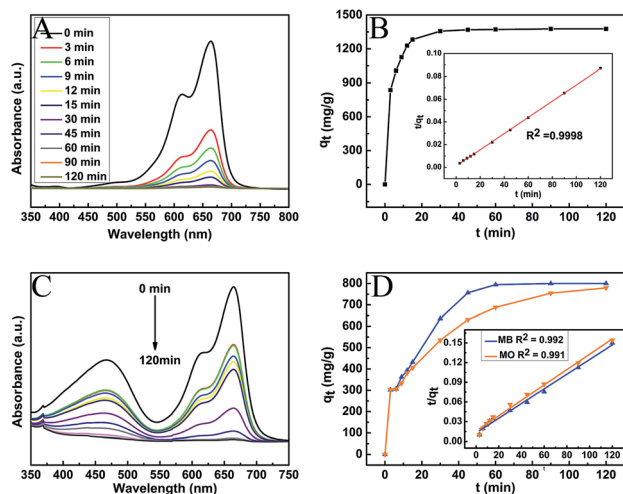 A
0 min
3 min
6 min
9 min
12 min
15 min
30 min
45 min
60 min
90 min
120 min
Absorbance (a.u.)
350 400 450 500 550 600 650 700 750 800
Wavelength (nm)
B
1500
1200
900
600
300
0
qt (mg/g)
0 20 40 60 80 100 120
t (min)
0.10
0.08
0.06
0.04
0.02
0.00
t/qt
R2 =0.9998
0 20 40 60 80 100 120
t (min)
C
0 min
120min
Absorbance (a.u.)
350 400 450 500 550 600 650 700 750
Wavelength (nm)
D
800
700
600
500
400
300
200
100
0
qt (mg/g)
0 20 40 60 80 100 120
t (min)
MB R2 = 0.992
MO R2 = 0.991
0.15
0.12
0.09
0.06
0.03
0.00
t/qt
0 20 40 60 80 100 120
t (min)